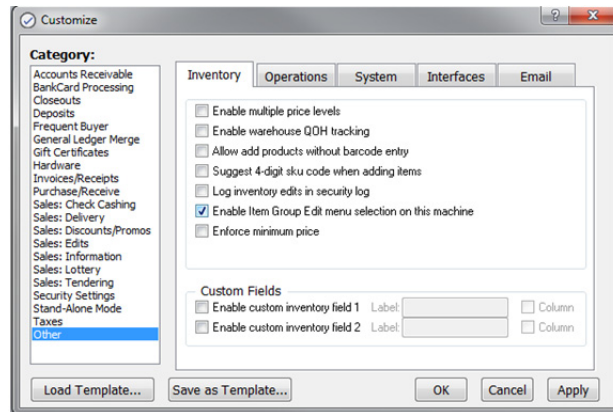 Customize
Category:
Accounts Receivable
BankCard Processing
Closeouts
Deposits
Frequent Buyer
General Ledger Merge
Gift Certificates
Hardware
Invoices/Receipts
Purchase/Receive
Sales: Check Cashing
Sales: Delivery
Sales: Discounts/Promos
Sales: Edits
Sales: Information
Sales: Lottery
Sales: Tendering
Security Settings
Stand-Alone Mode
Taxes
Other
Inventory Operations System Interfaces Email
Enable multiple price levels
Enable warehouse QOH tracking
Allow add products without barcode entry
Suggest 4-digit sku code when adding items
Log inventory edits in security log
Enable Item Group Edit menu selection on this machine
Enforce minimum price
Custom Fields
Enable custom inventory field 1 Label: Column
Enable custom inventory field 2 Label: Column
Load Template... Save as Template... OK Cancel Apply